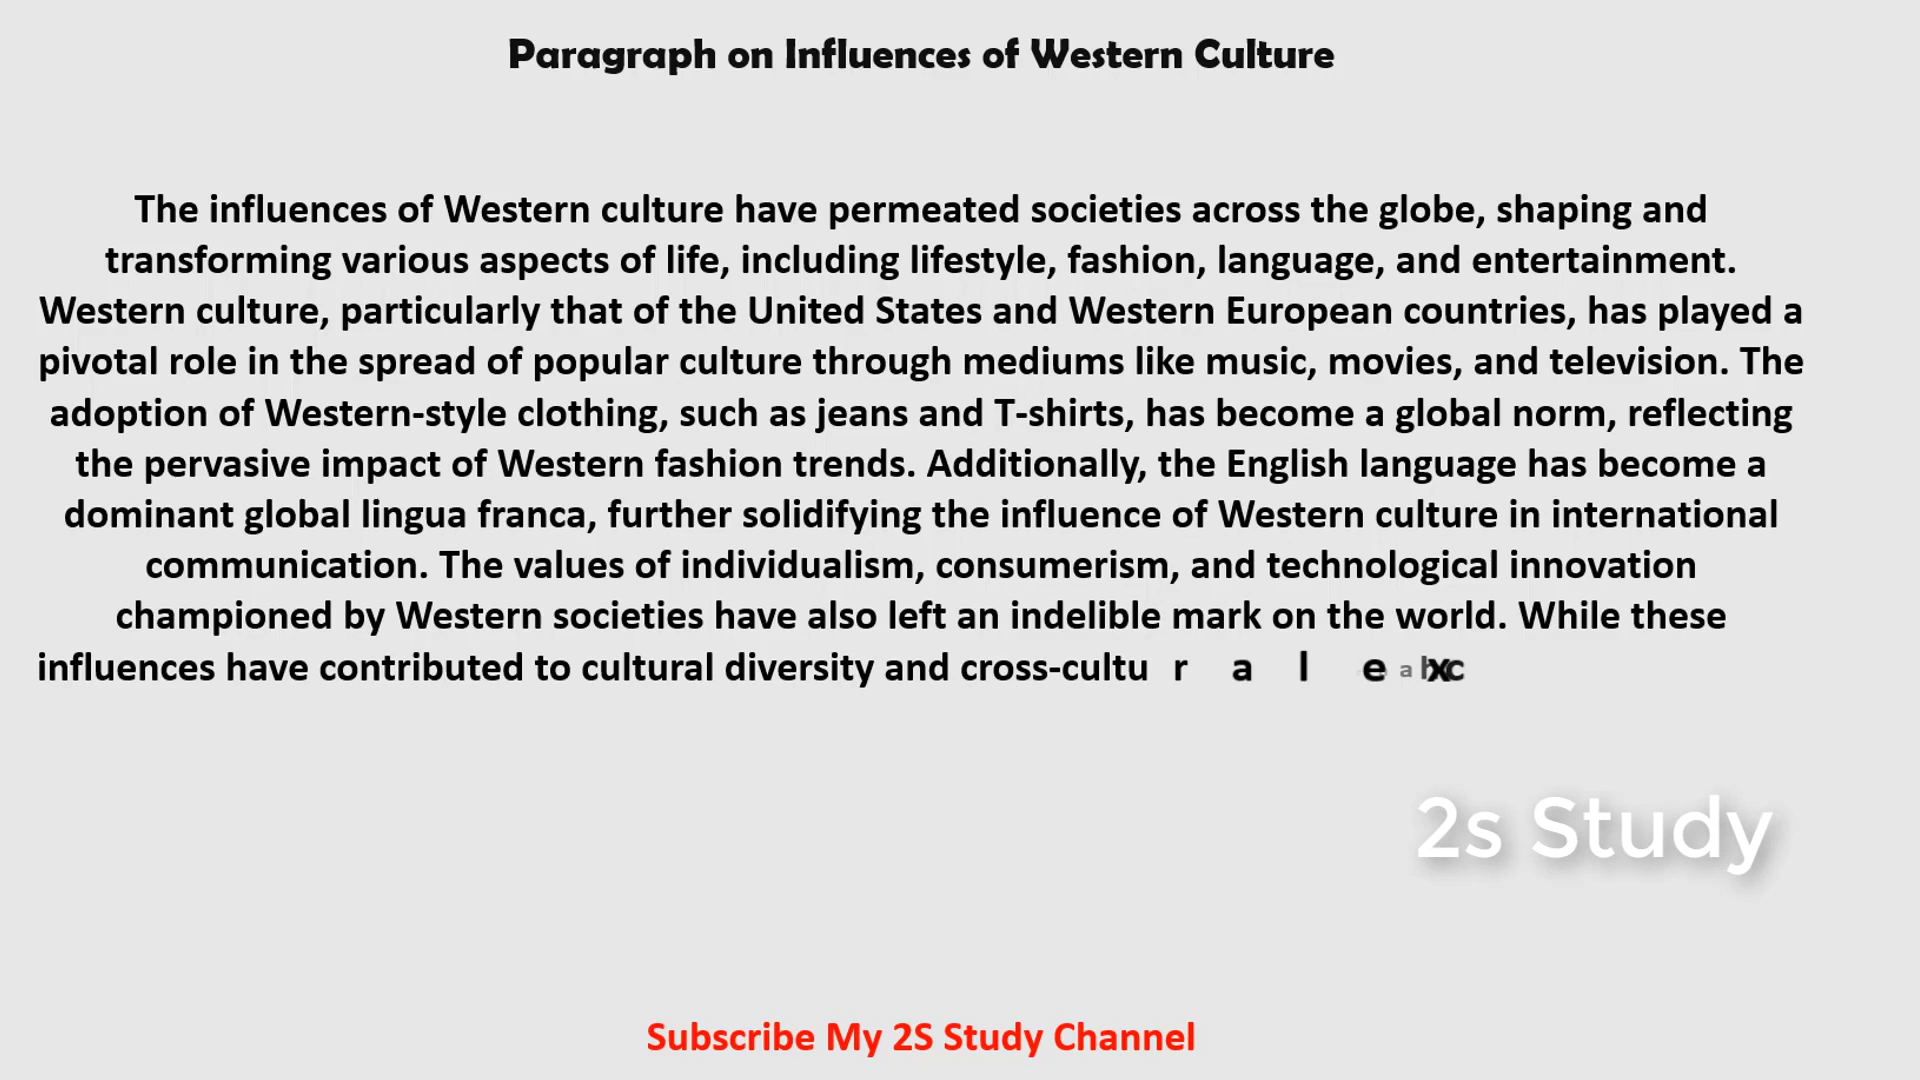 Paragraph on Influences of Western Culture
The influences of Western culture have permeated societies across the globe, shaping and
transforming various aspects of life, including lifestyle, fashion, language, and entertainment.
Western culture, particularly that of the United States and Western European countries, has played a
pivotal role in the spread of popular culture through mediums like music, movies, and television. The
adoption of Western-style clothing, such as jeans and T-shirts, has become a global norm, reflecting
the pervasive impact of Western fashion trends. Additionally, the English language has become a
dominant global lingua franca, further solidifying the influence of Western culture in international
communication. The values of individualism, consumerism, and technological innovation
championed by Western societies have also left an indelible mark on the world. While these
influences have contributed to cultural diversity and cross-cultu r a l
2s Study
Subscribe My 2S Study Channel